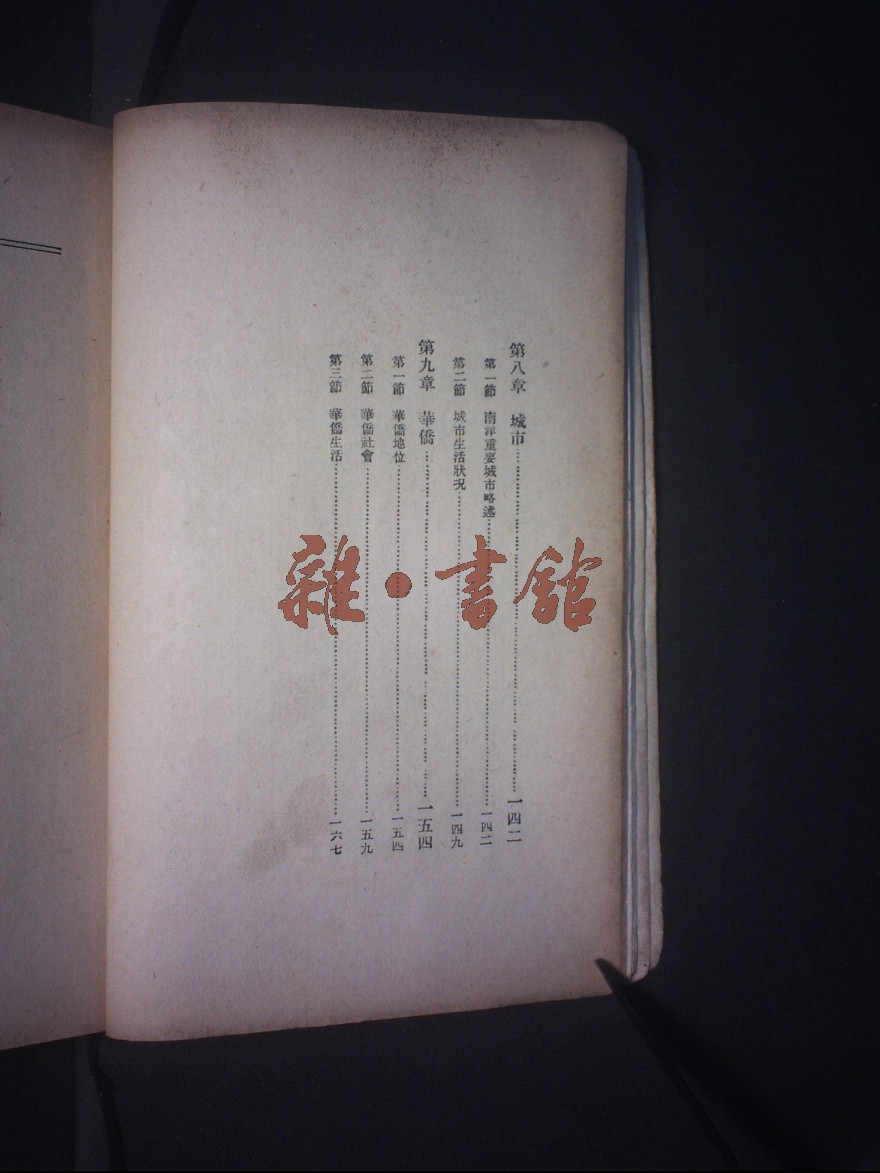 第八章 城市……一四二
第一節 南洋重要城市略述……一四二
第二節 城市生活狀況……一四九
第九章 華僑……一五四
第一節 華僑地位……一五四
第二節 華僑社會……一五九
第三節 華僑生活……一六七
雜·書館